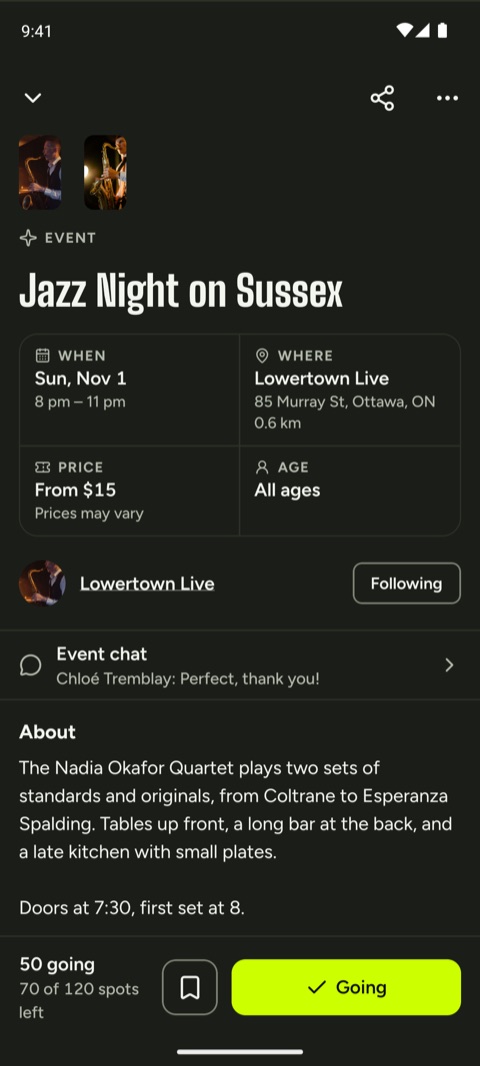 9:41
EVENT
Jazz Night on Sussex
WHEN
Sun, Nov 1
8 pm – 11 pm
WHERE
Lowertown Live
85 Murray St, Ottawa, ON
0.6 km
PRICE
From $15
Prices may vary
AGE
All ages
Lowertown Live
Following
Event chat
Chloé Tremblay: Perfect, thank you!
About
The Nadia Okafor Quartet plays two sets of
standards and originals, from Coltrane to Esperanza
Spalding. Tables up front, a long bar at the back, and
a late kitchen with small plates.
Doors at 7:30, first set at 8.
50 going
70 of 120 spots
left
Going